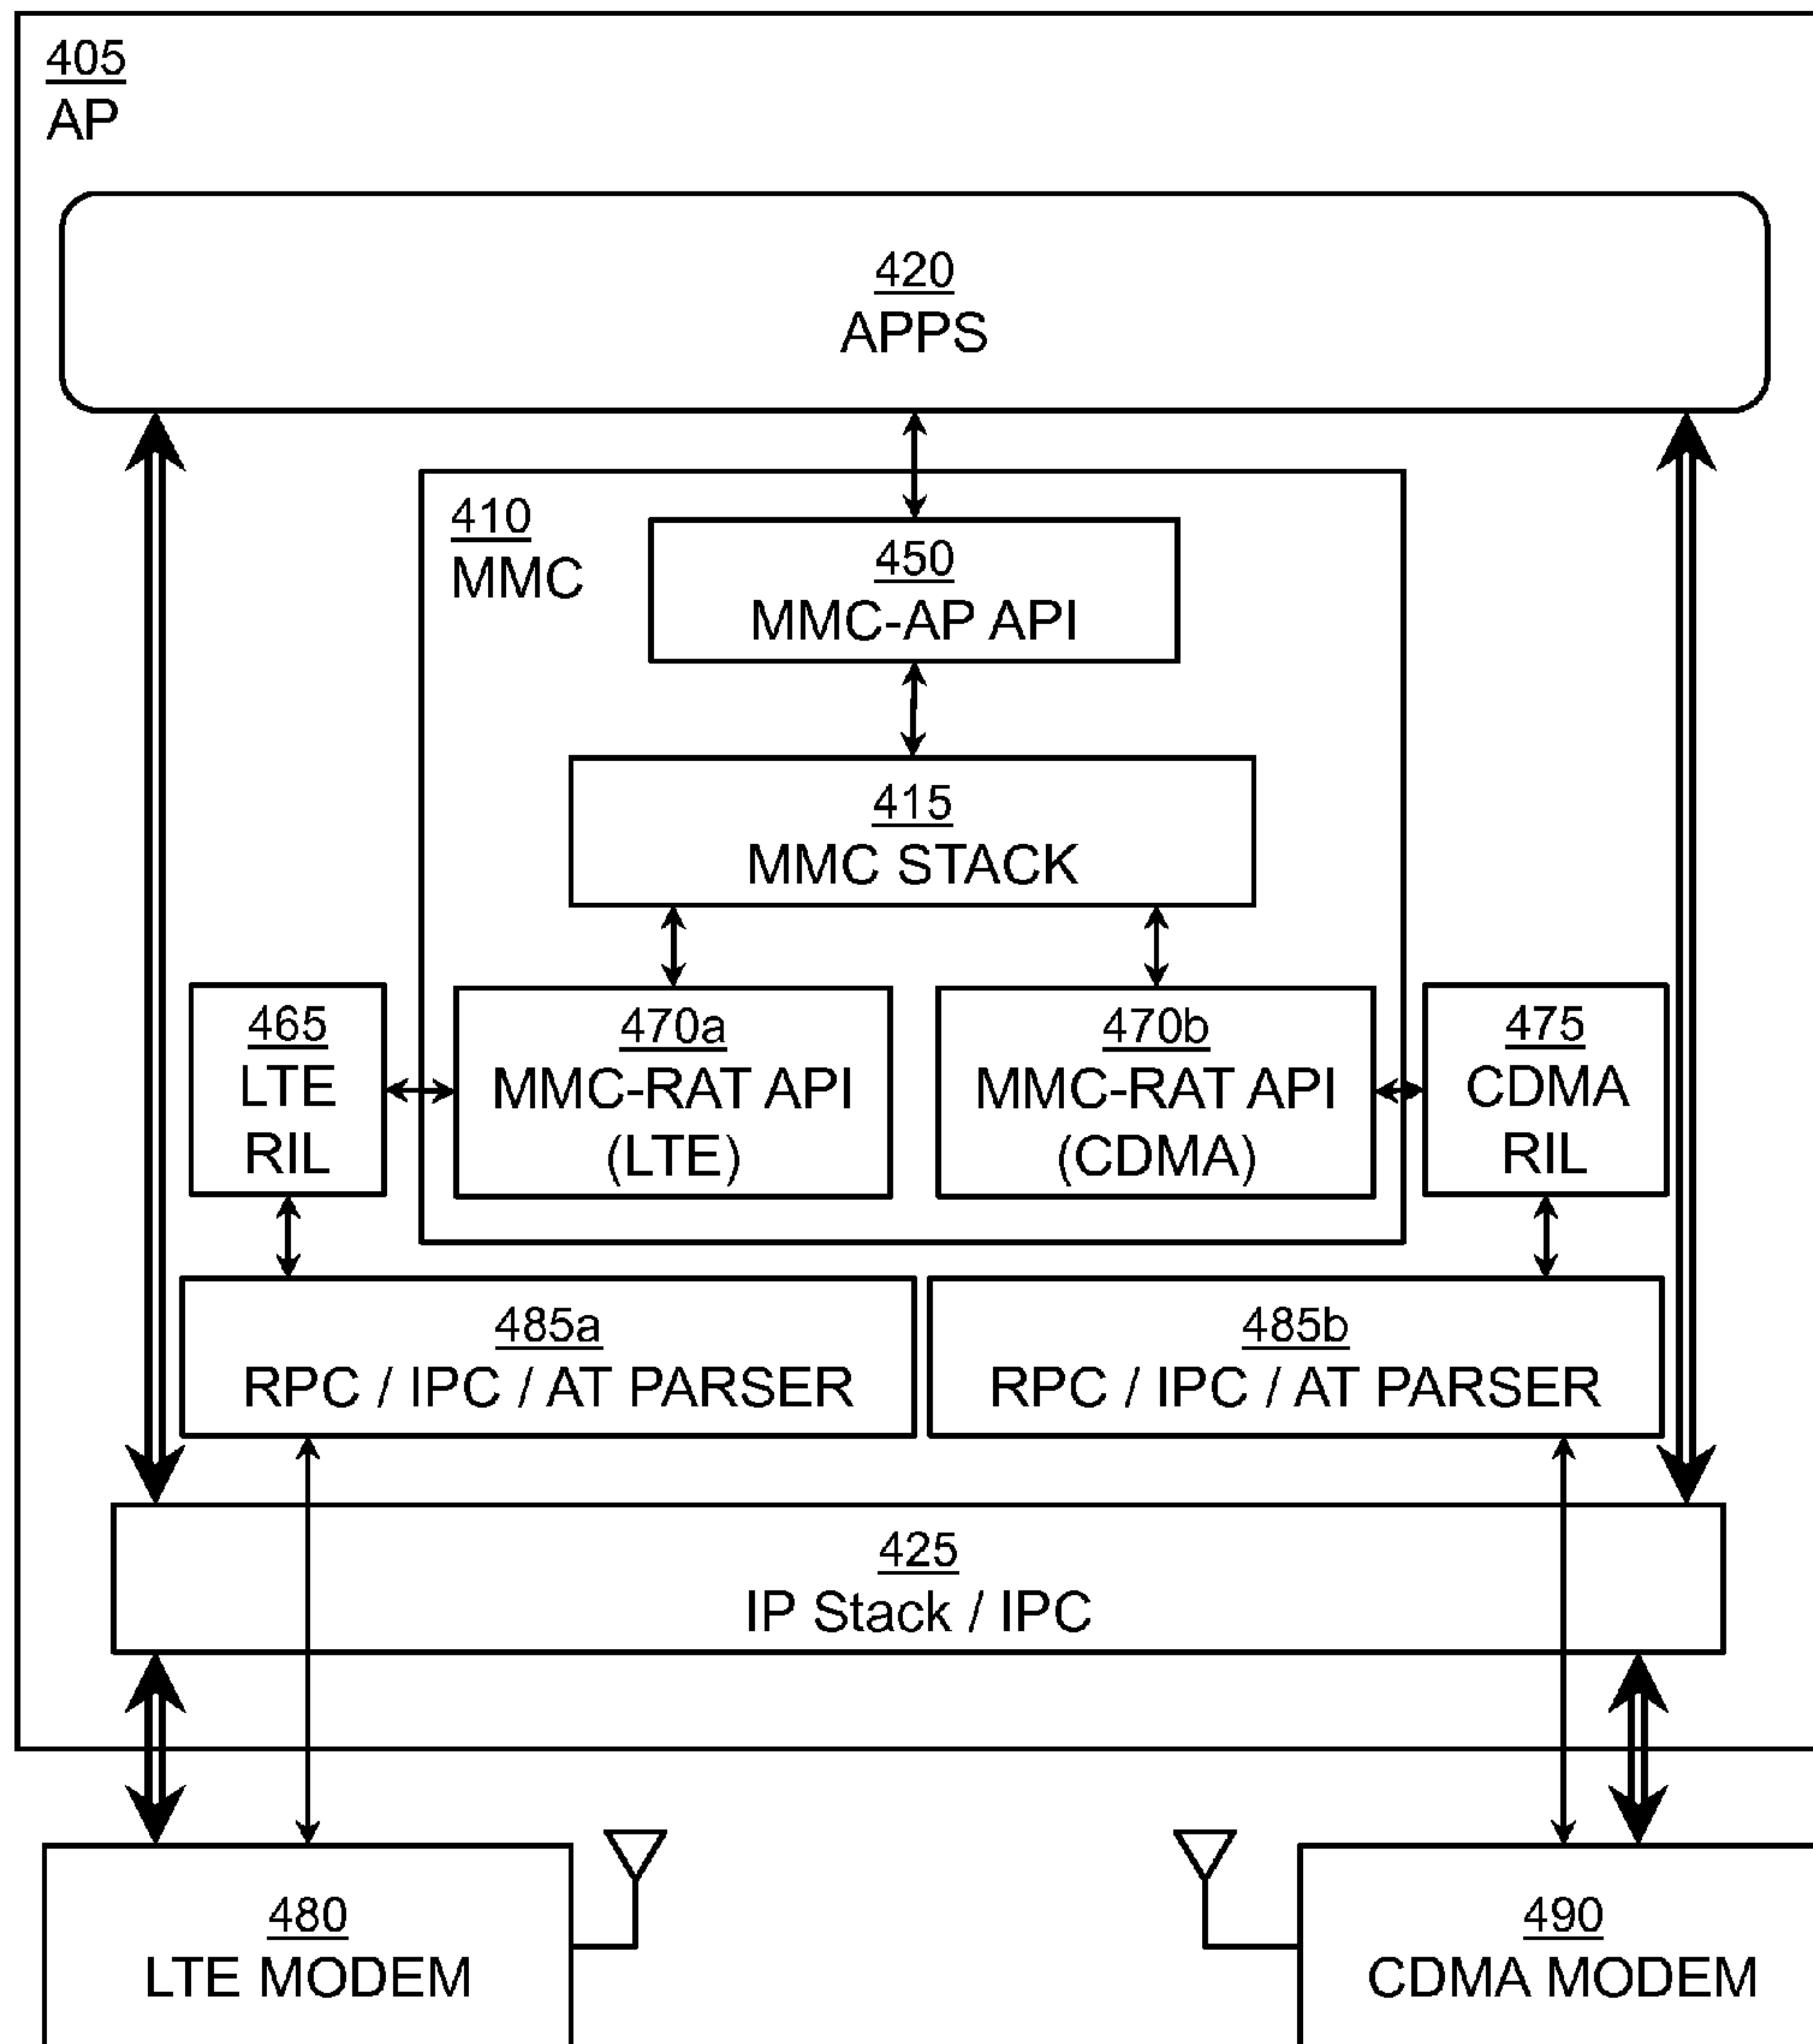 405
AP
420
APPS
410
MMC
450
MMC-AP API
415
MMC STACK
465
LTE
RIL
470a
MMC-RAT API
(LTE)
470b
MMC-RAT API
(CDMA)
475
CDMA
RIL
485a
RPC / IPC / AT PARSER
485b
RPC / IPC / AT PARSER
425
IP Stack / IPC
480
LTE MODEM
490
CDMA MODEM